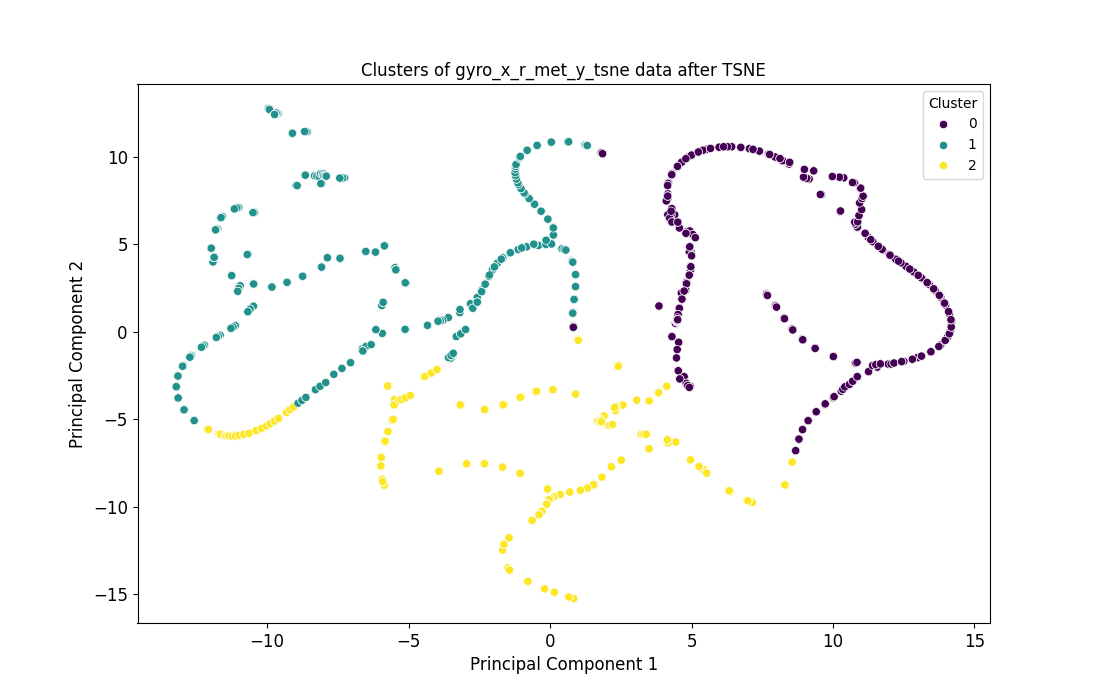 Clusters of gyro_x_r_met_y_tsne data after TSNE
Cluster
0
1
2
10
5
0
−5
−10
−15
Principal Component 2
−10 −5 0 5 10 15
Principal Component 1